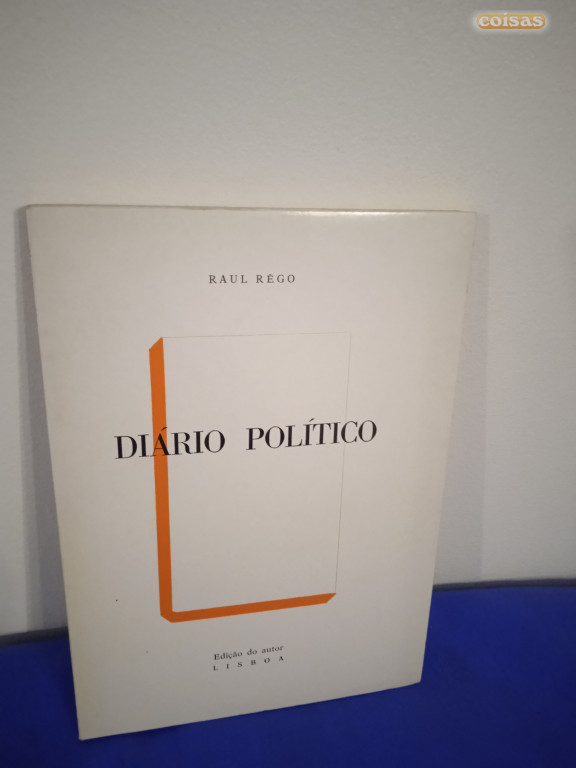 coisas
RAUL RÊGO
DIÁRIO POLÍTICO
Edição do autor
LISBOA